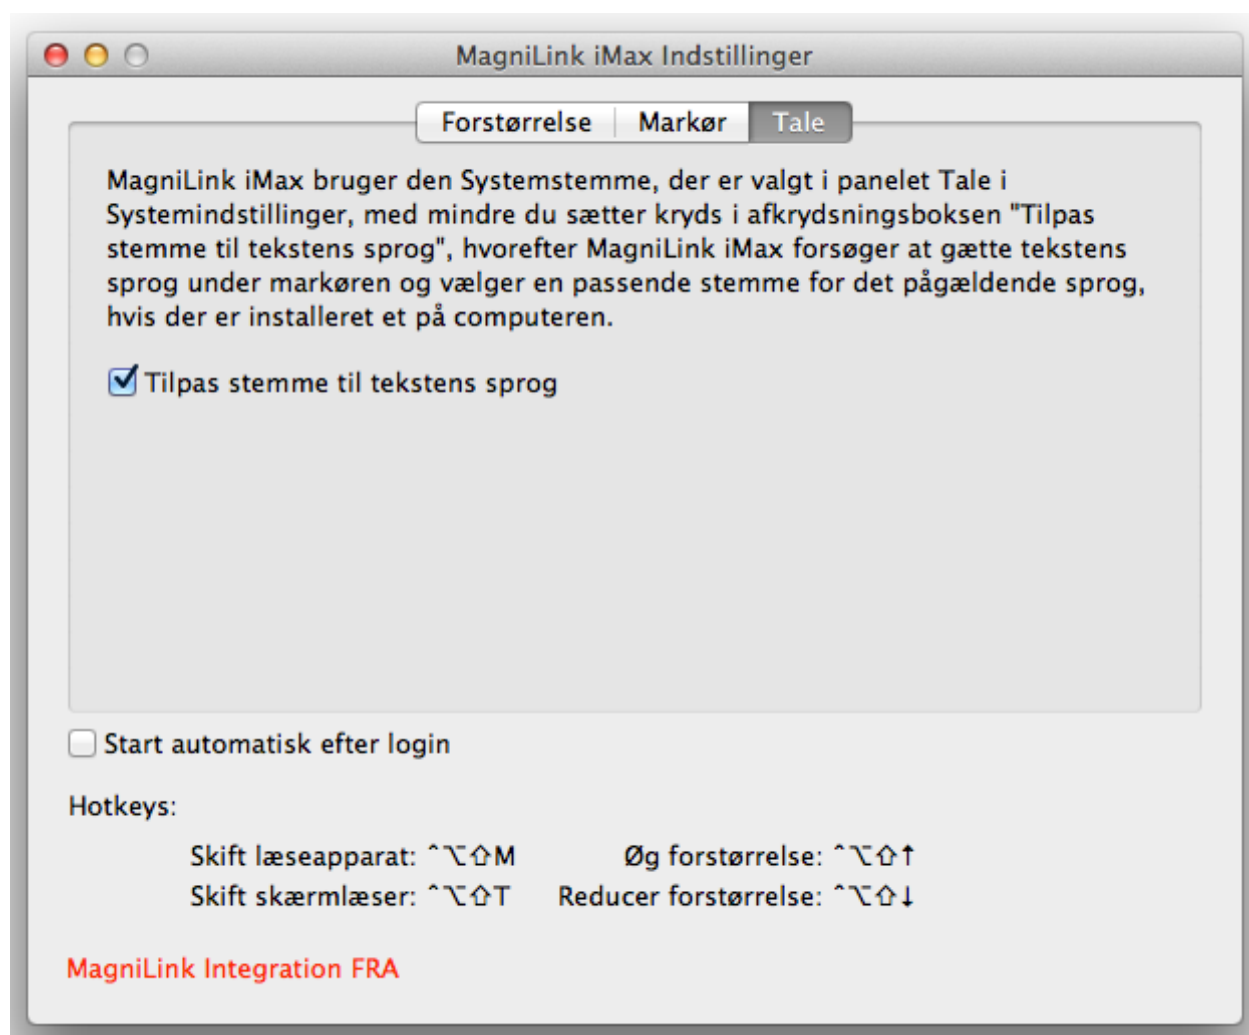 MagniLink iMax Indstillinger
Forstørrelse Markør Tale
MagniLink iMax bruger den Systemstemme, der er valgt i panelet Tale i
Systemindstillinger, med mindre du sætter kryds i afkrydsningsboksen "Tilpas
stemme til tekstens sprog", hvorefter MagniLink iMax forsøger at gætte tekstens
sprog under markøren og vælger en passende stemme for det pågældende sprog,
hvis der er installeret et på computeren.
Tilpas stemme til tekstens sprog
Start automatisk efter login
Hotkeys:
Skift læseapparat: ⌃⌥⇧M Øg forstørrelse: ⌃⌥⇧↑
Skift skærmlæser: ⌃⌥⇧T Reducer forstørrelse: ⌃⌥⇧↓
MagniLink Integration FRA